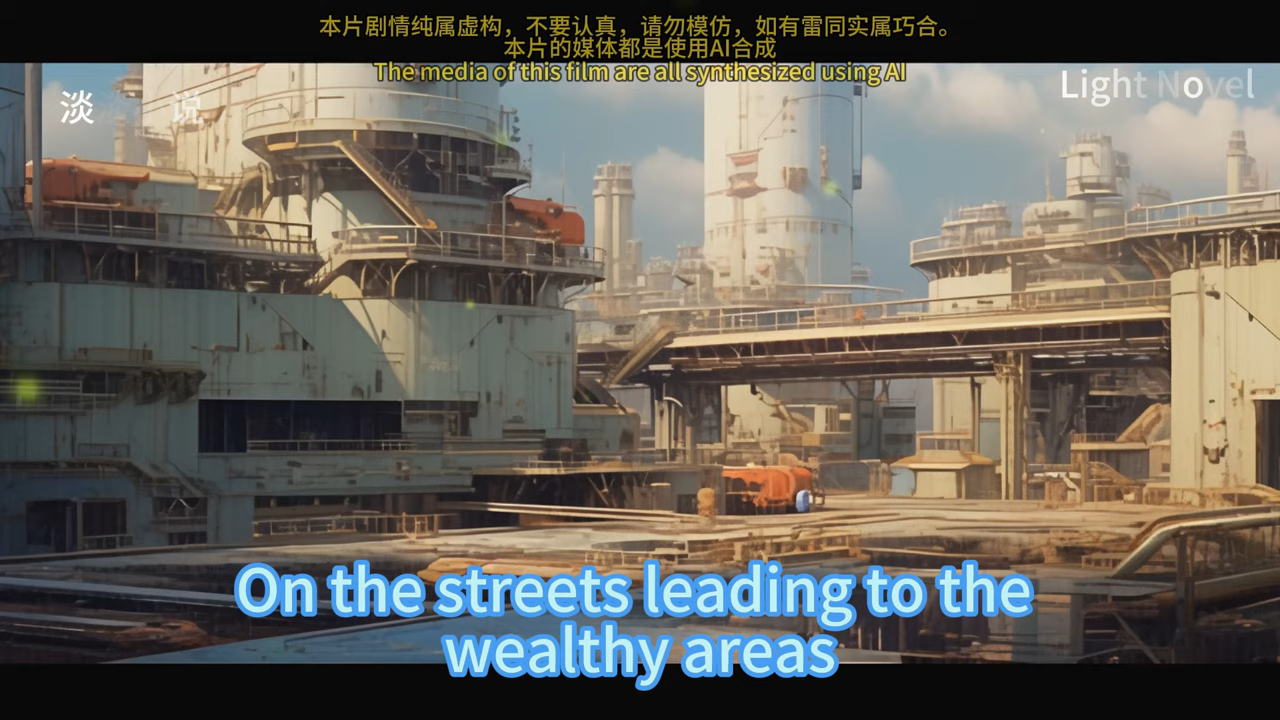 本片剧情纯属虚构，不要认真，请勿模仿，如有雷同实属巧合。
本片的媒体都是使用AI合成
The media of this film are all synthesized using AI
淡 说
Light Novel
On the streets leading to the
wealthy areas